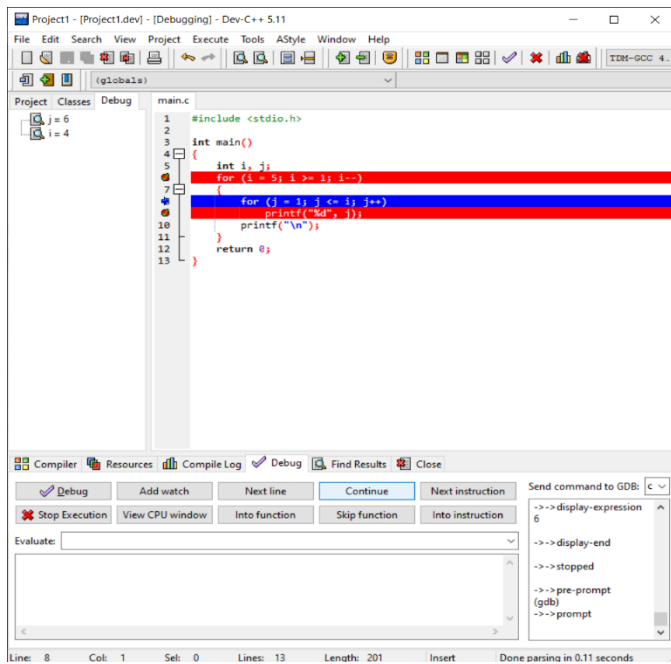 Project1 - [Project1.dev] - [Debugging] - Dev-C++ 5.11
File Edit Search View Project Execute Tools AStyle Window Help
TDM-GCC 4.
(globals)
Project Classes Debug main.c
j = 6
i = 4
1 #include <stdio.h>
2
3 int main()
4 {
5 int i, j;
for (i = 5; i >= 1; i--)
7 {
for (j = 1; j <= i; j++)
printf("%d", j);
10 printf("\n");
11 }
12 return 0;
13 }
Compiler Resources Compile Log Debug Find Results Close
Debug Add watch Next line Continue Next instruction
Stop Execution View CPU window Into function Skip function Into instruction
Send command to GDB: c
Evaluate:
->->display-expression
6
->->display-end
->->stopped
->->pre-prompt
(gdb)
->->prompt
Line: 8 Col: 1 Sel: 0 Lines: 13 Length: 201 Insert Done parsing in 0.11 seconds